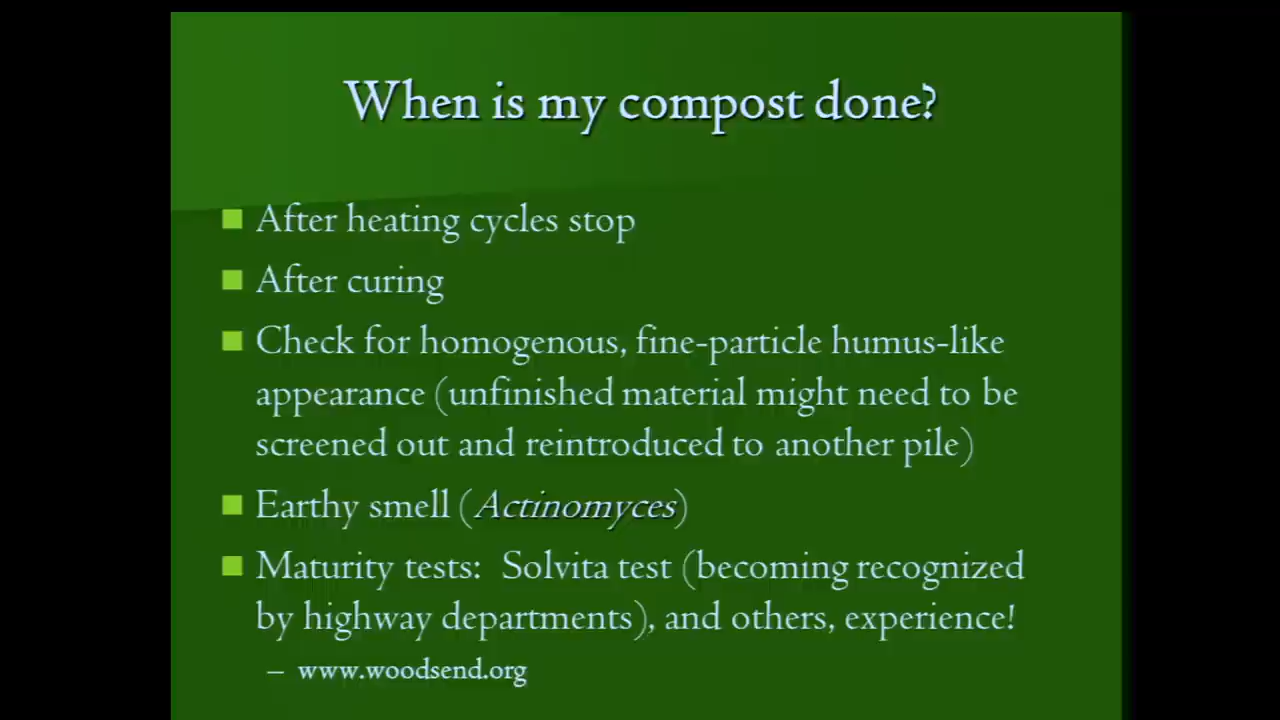 When is my compost done?
After heating cycles stop
After curing
Check for homogenous, fine-particle humus-like
appearance (unfinished material might need to be
screened out and reintroduced to another pile)
Earthy smell (Actinomyces)
Maturity tests:  Solvita test (becoming recognized
by highway departments), and others, experience!
– www.woodsend.org